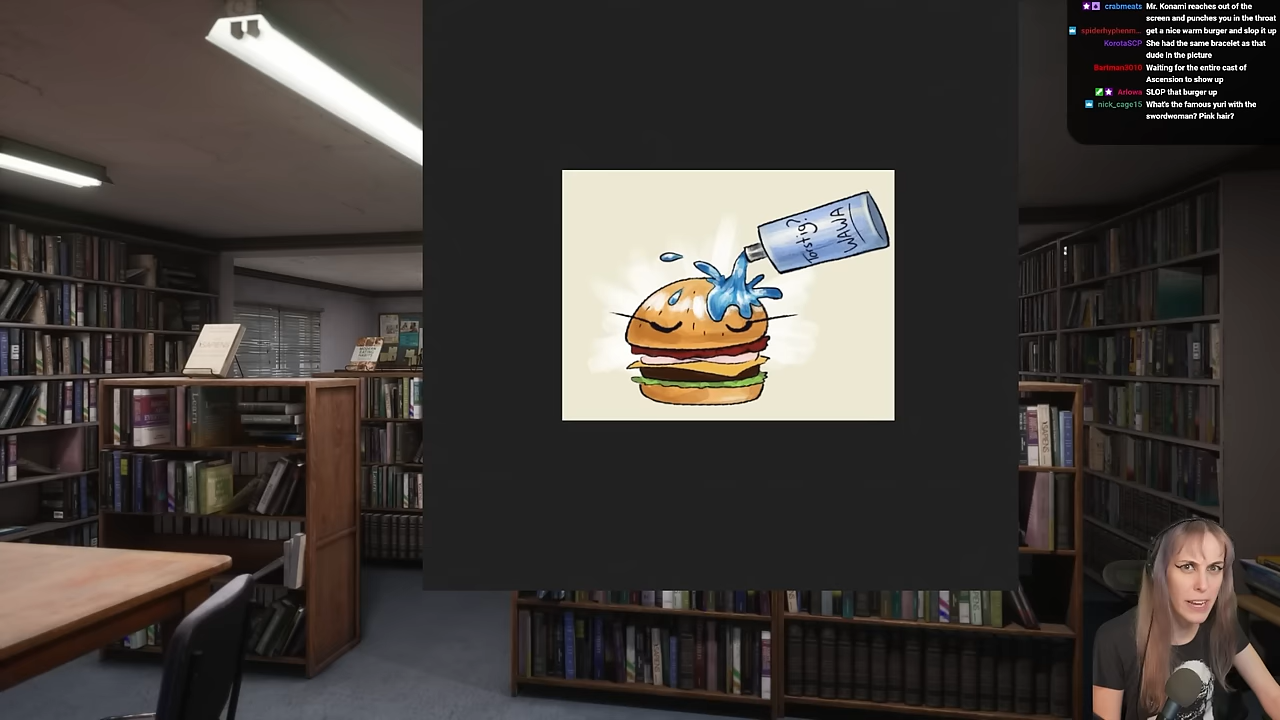 crabmeats Mr. Konami reaches out of the
screen and punches you in the throat
spiderhyphenm... get a nice warm burger and slop it up
KorotaSCP She had the same bracelet as that
dude in the picture
Bartman3010 Waiting for the entire cast of
Ascension to show up
Arlowa SLOP that burger up
nick_cage15 What's the famous yuri with the
swordwoman? Pink hair?
Torstig?
WAWA